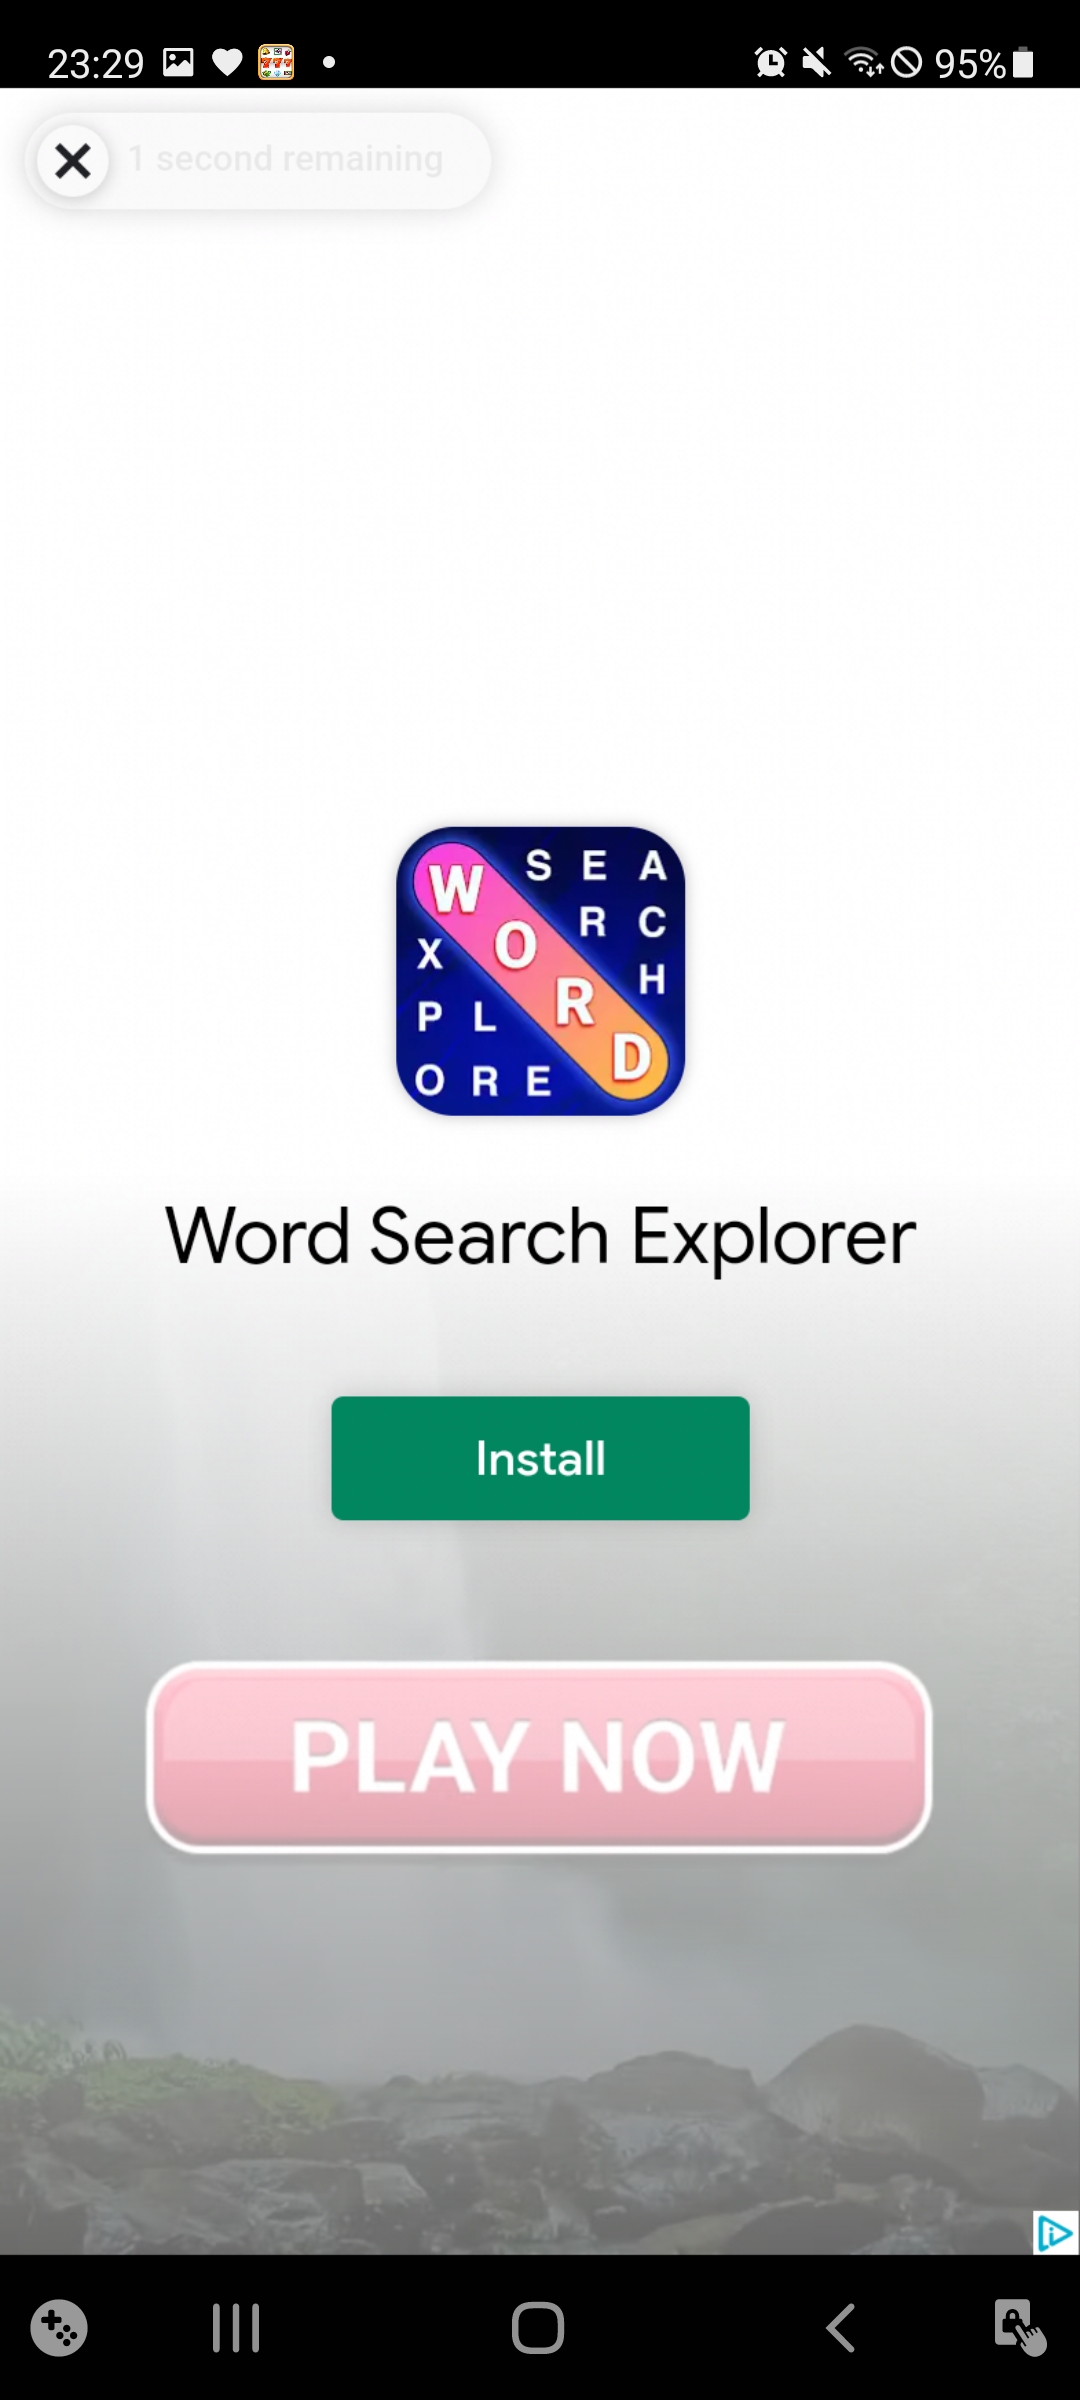 23:29
95%
1 second remaining
W S E A
O R C
X R H
P L D
O R E
Word Search Explorer
Install
PLAY NOW